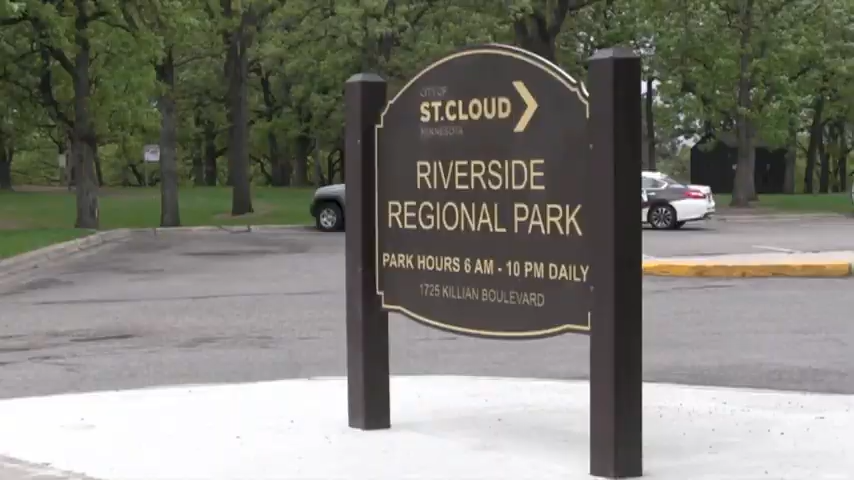 CITY OF
ST.CLOUD
MINNESOTA
RIVERSIDE
REGIONAL PARK
PARK HOURS 6 AM - 10 PM DAILY
1725 KILLIAN BOULEVARD